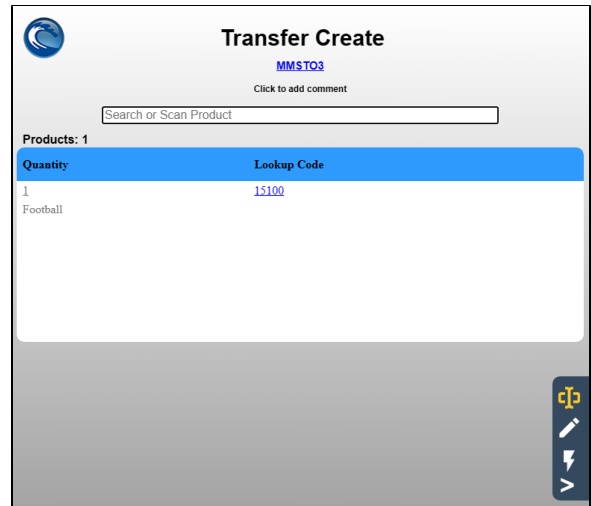 Transfer Create
MMSTO3
Click to add comment
Search or Scan Product
Products: 1
Quantity Lookup Code
1 15100
Football